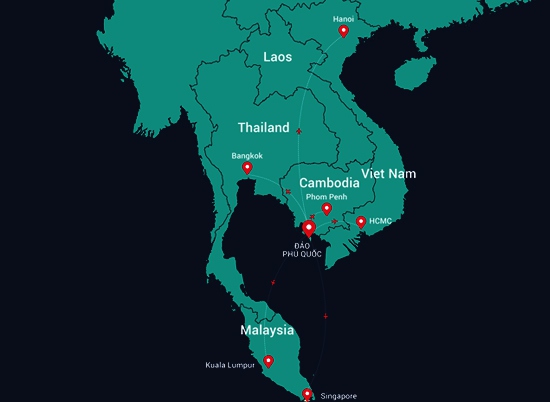 Hanoi
Laos
Thailand
Bangkok
Viet Nam
Cambodia
Phom Penh
HCMC
ĐẢO
PHÚ QUỐC
Malaysia
Kuala Lumpur
Singapore